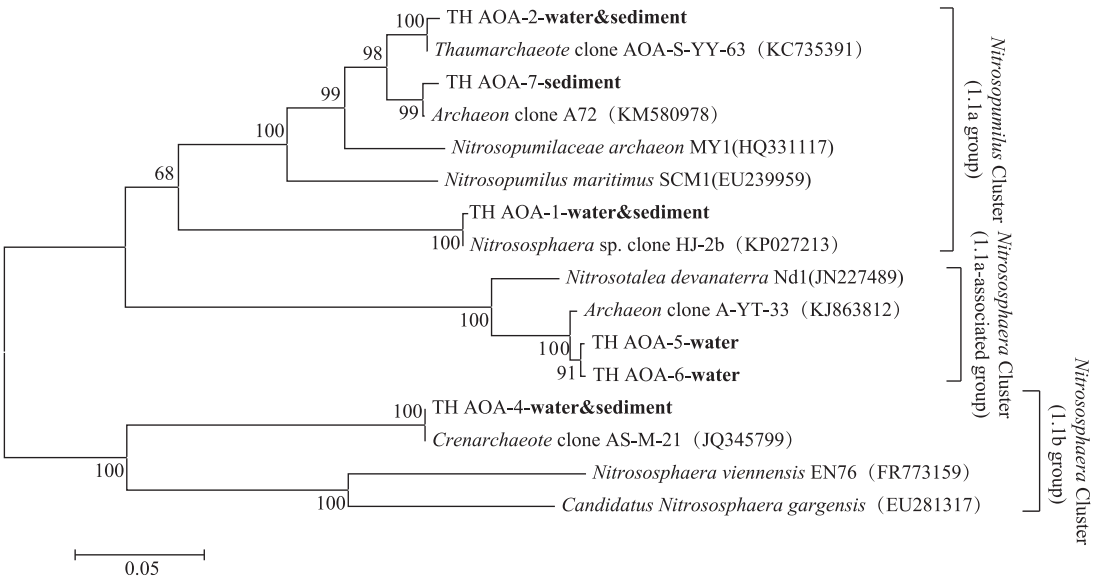 100
TH AOA-2-water&sediment
Thaumarchaeote clone AOA-S-YY-63（KC735391）
98
TH AOA-7-sediment
99
99
Archaeon clone A72（KM580978）
100
Nitrosopumilaceae archaeon MY1(HQ331117)
68
Nitrosopumilus maritimus SCM1(EU239959)
TH AOA-1-water&sediment
100
Nitrososphaera sp. clone HJ-2b（KP027213）
Nitrosotalea devanaterra Nd1(JN227489)
100
Archaeon clone A-YT-33（KJ863812）
100
TH AOA-5-water
91
TH AOA-6-water
100
TH AOA-4-water&sediment
Crenarchaeote clone AS-M-21（JQ345799）
100
Nitrososphaera viennensis EN76（FR773159）
100
Candidatus Nitrososphaera gargensis（EU281317）
Nitrosopumilus Cluster
(1.1a group)
Nitrososphaera Cluster
(1.1a-associated group)
Nitrososphaera Cluster
(1.1b group)
0.05